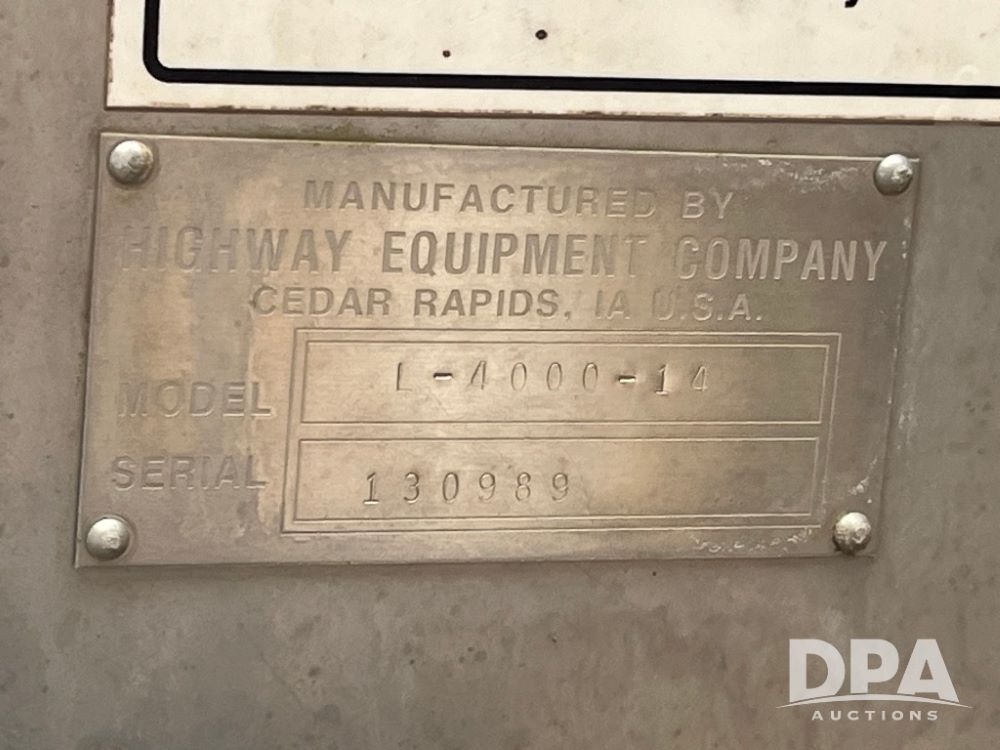 MANUFACTURED BY
HIGHWAY EQUIPMENT COMPANY
CEDAR RAPIDS, IA U.S.A.
MODEL L-4000-14
SERIAL 130989
DPA
AUCTIONS